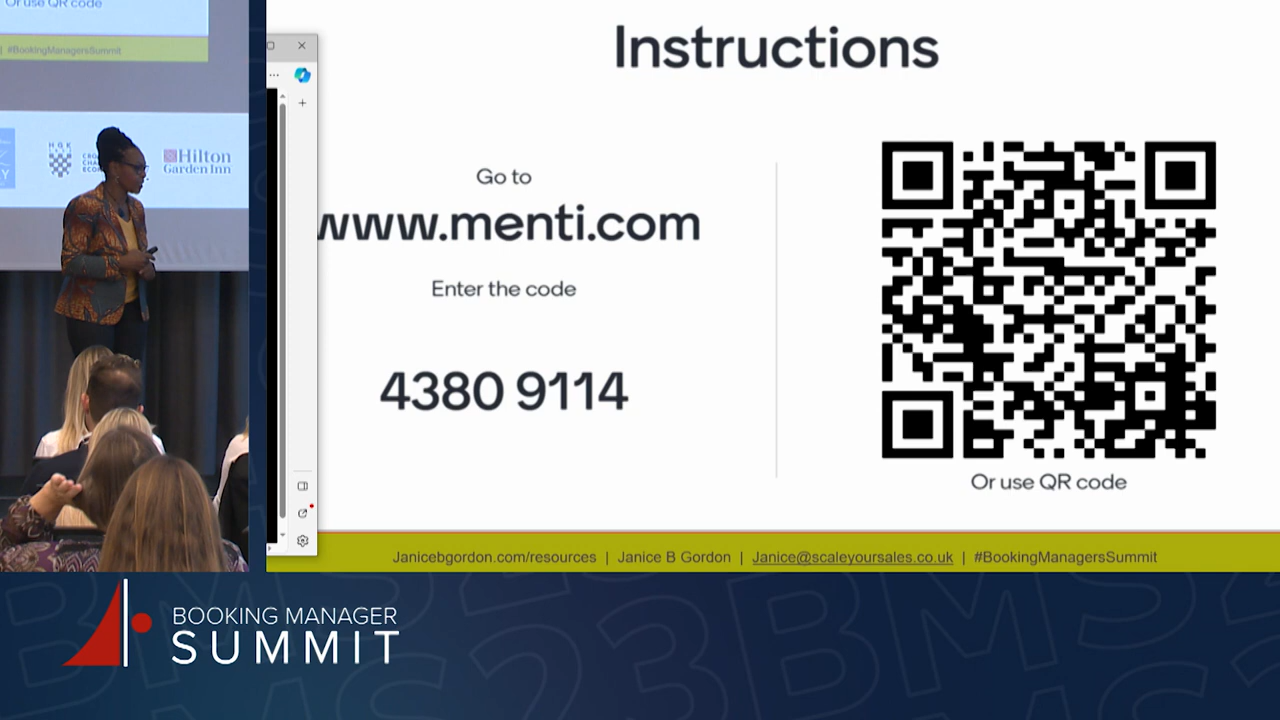 Or use QR code
| #BookingManagersSummit
Hilton
Garden Inn
Instructions
Go to
www.menti.com
Enter the code
4380 9114
Or use QR code
Janicebgordon.com/resources | Janice B Gordon | Janice@scaleyoursales.co.uk | #BookingManagersSummit
BOOKING MANAGER
SUMMIT